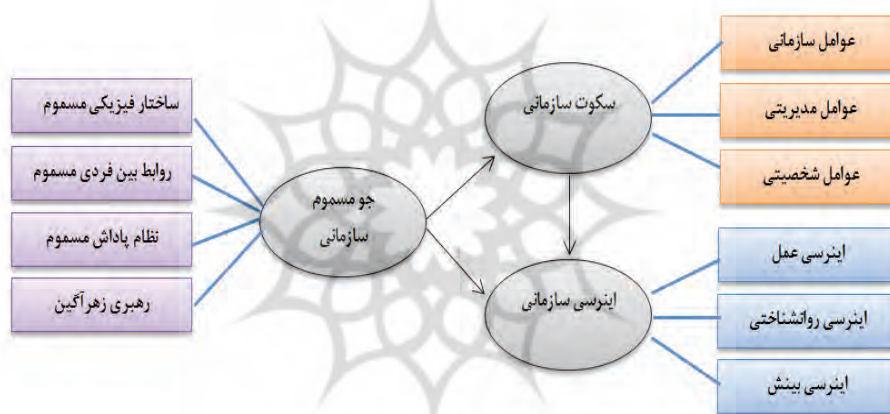 عوامل سازمانی
عوامل مدیریتی
عوامل شخصیتی
سکوت سازمانی
ساختار فیزیکی مسموم
روابط بین فردی مسموم
نظام پاداش مسموم
رهبری زهرآگین
جو مسموم
سازمانی
اینرسی سازمانی
اینرسی عمل
اینرسی روانشناختی
اینرسی بینش